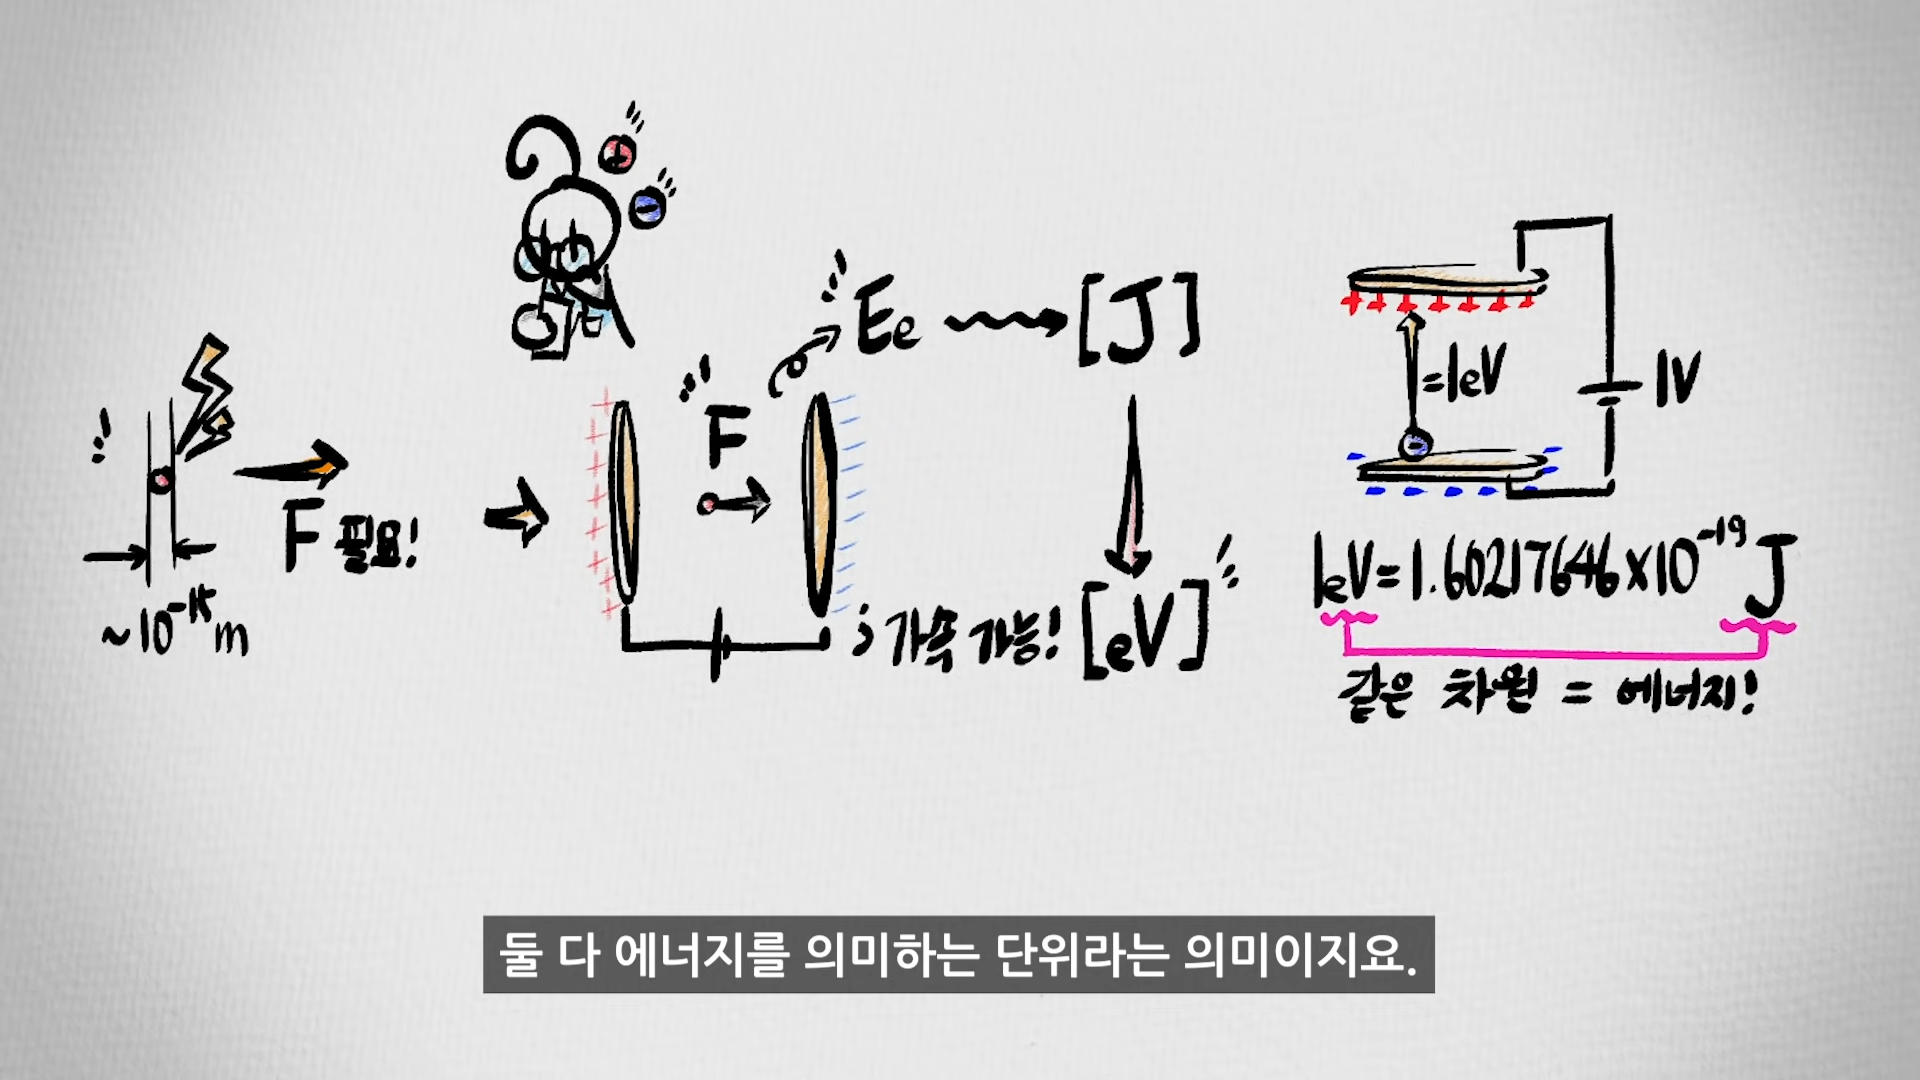 ~10⁻¹⁵m
F 필요!
+
-
F
Ee
[J]
; 가속 가능!
[eV]
=1eV
1V
1eV=1.60217646×10⁻¹⁹J
같은 차원 = 에너지!
둘 다 에너지를 의미하는 단위라는 의미이지요.